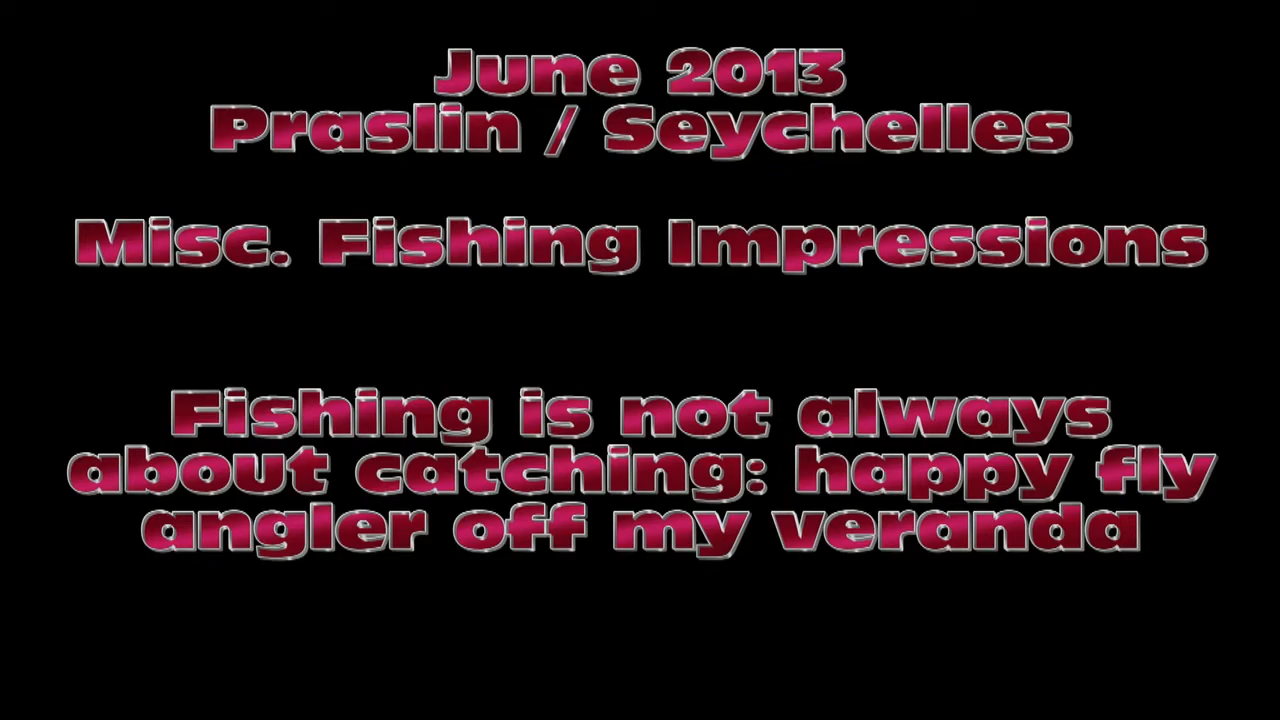 June 2013
Praslin / Seychelles
Misc. Fishing Impressions
Fishing is not always
about catching: happy fly
angler off my veranda